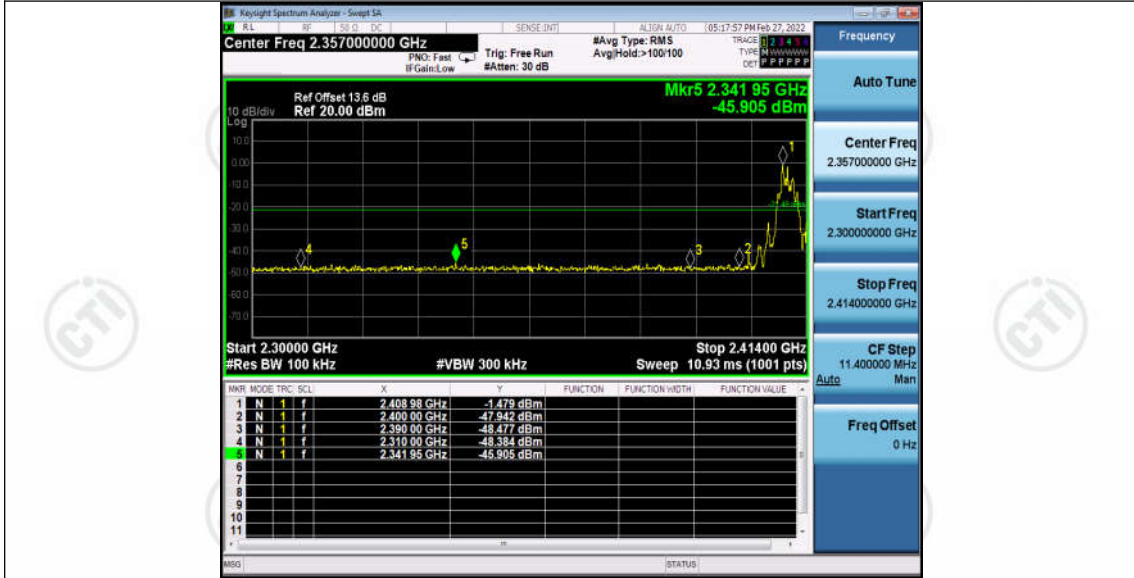 Keysight Spectrum Analyzer - Swept SA
RL RF 50 Ω DC SENSE:INT ALIGN AUTO 05:17:57 PM Feb 27, 2022
Center Freq 2.357000000 GHz #Avg Type: RMS TRACE 1 2 3 4 5 6
PNO: Fast Trig: Free Run Avg|Hold:>100/100 TYPE M W W W W W
IFGain:Low #Atten: 30 dB DET P P P P P P
Frequency
Auto Tune
Center Freq
2.357000000 GHz
Start Freq
2.300000000 GHz
Stop Freq
2.414000000 GHz
CF Step
11.400000 MHz
Auto Man
Freq Offset
0 Hz
Mkr5 2.341 95 GHz
-45.905 dBm
Ref Offset 13.6 dB
10 dB/div Ref 20.00 dBm
Log
10.0
0.00
-10.0
-20.0
-30.0
-40.0
-50.0
-60.0
-70.0
1
4 5 3 2
Start 2.30000 GHz Stop 2.41400 GHz
#Res BW 100 kHz #VBW 300 kHz Sweep 10.93 ms (1001 pts)
MKR MODE TRC SCL X Y FUNCTION FUNCTION WIDTH FUNCTION VALUE
1 N 1 f 2.408 98 GHz -1.479 dBm
2 N 1 f 2.400 00 GHz -47.942 dBm
3 N 1 f 2.390 00 GHz -48.477 dBm
4 N 1 f 2.310 00 GHz -48.384 dBm
5 N 1 f 2.341 95 GHz -45.905 dBm
6
7
8
9
10
11
MSG STATUS
CTI
CTI